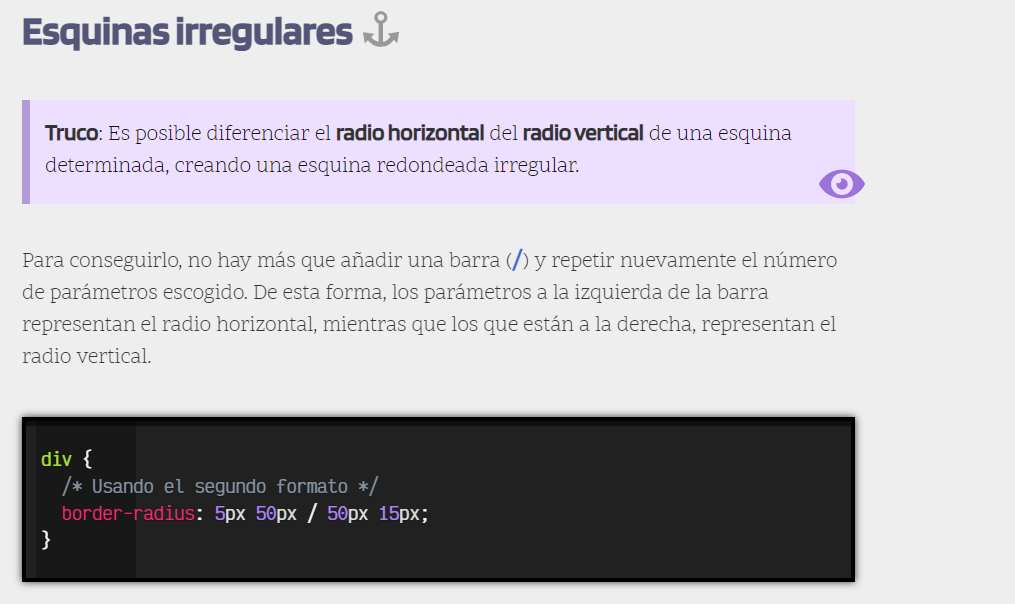 Esquinas irregulares
Truco: Es posible diferenciar el radio horizontal del radio vertical de una esquina
determinada, creando una esquina redondeada irregular.
Para conseguirlo, no hay más que añadir una barra (/) y repetir nuevamente el número
de parámetros escogido. De esta forma, los parámetros a la izquierda de la barra
representan el radio horizontal, mientras que los que están a la derecha, representan el
radio vertical.
div {
  /* Usando el segundo formato */
  border-radius: 5px 50px / 50px 15px;
}